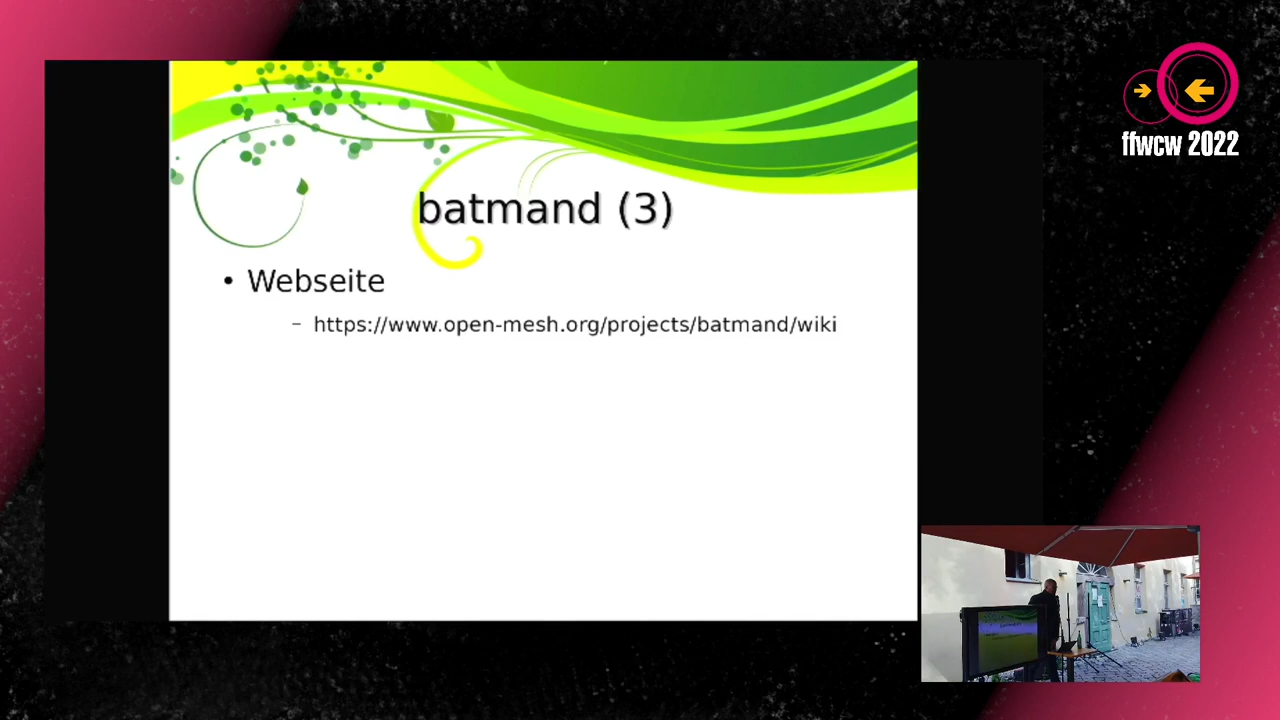 batmand (3)
• Webseite
– https://www.open-mesh.org/projects/batmand/wiki
ffwcw 2022